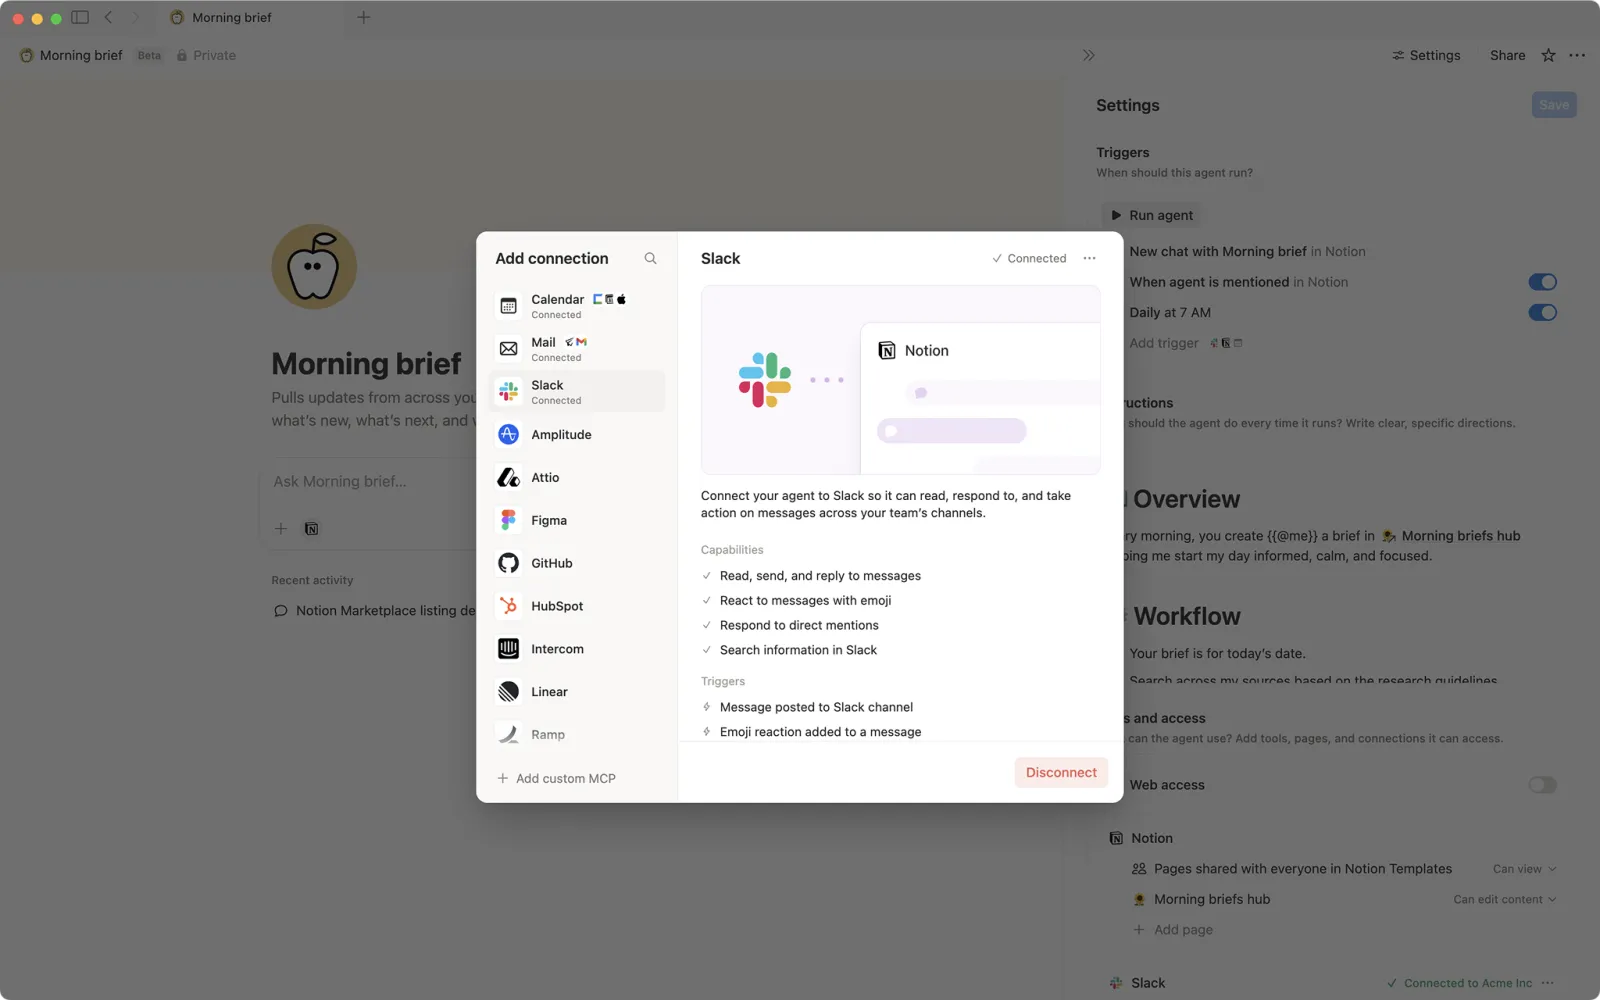 Morning brief
Morning brief Beta Private
Settings Share
Settings
Save
Triggers
When should this agent run?
Run agent
New chat with Morning brief in Notion
When agent is mentioned in Notion
Daily at 7 AM
Add trigger
ructions
should the agent do every time it runs? Write clear, specific directions.
Overview
ry morning, you create {{@me}} a brief in Morning briefs hub
ping me start my day informed, calm, and focused.
Workflow
Your brief is for today's date.
Search across my sources based on the research guidelines
s and access
can the agent use? Add tools, pages, and connections it can access.
Web access
Notion
Pages shared with everyone in Notion Templates Can view
Morning briefs hub Can edit content
Add page
Slack Connected to Acme Inc
Morning brief
Pulls updates from across you
what's new, what's next, and
Ask Morning brief...
Recent activity
Notion Marketplace listing de
Add connection
Calendar
Connected
Mail
Connected
Slack
Connected
Amplitude
Attio
Figma
GitHub
HubSpot
Intercom
Linear
Ramp
Add custom MCP
Slack
Connected
Notion
Connect your agent to Slack so it can read, respond to, and take
action on messages across your team's channels.
Capabilities
Read, send, and reply to messages
React to messages with emoji
Respond to direct mentions
Search information in Slack
Triggers
Message posted to Slack channel
Emoji reaction added to a message
Disconnect